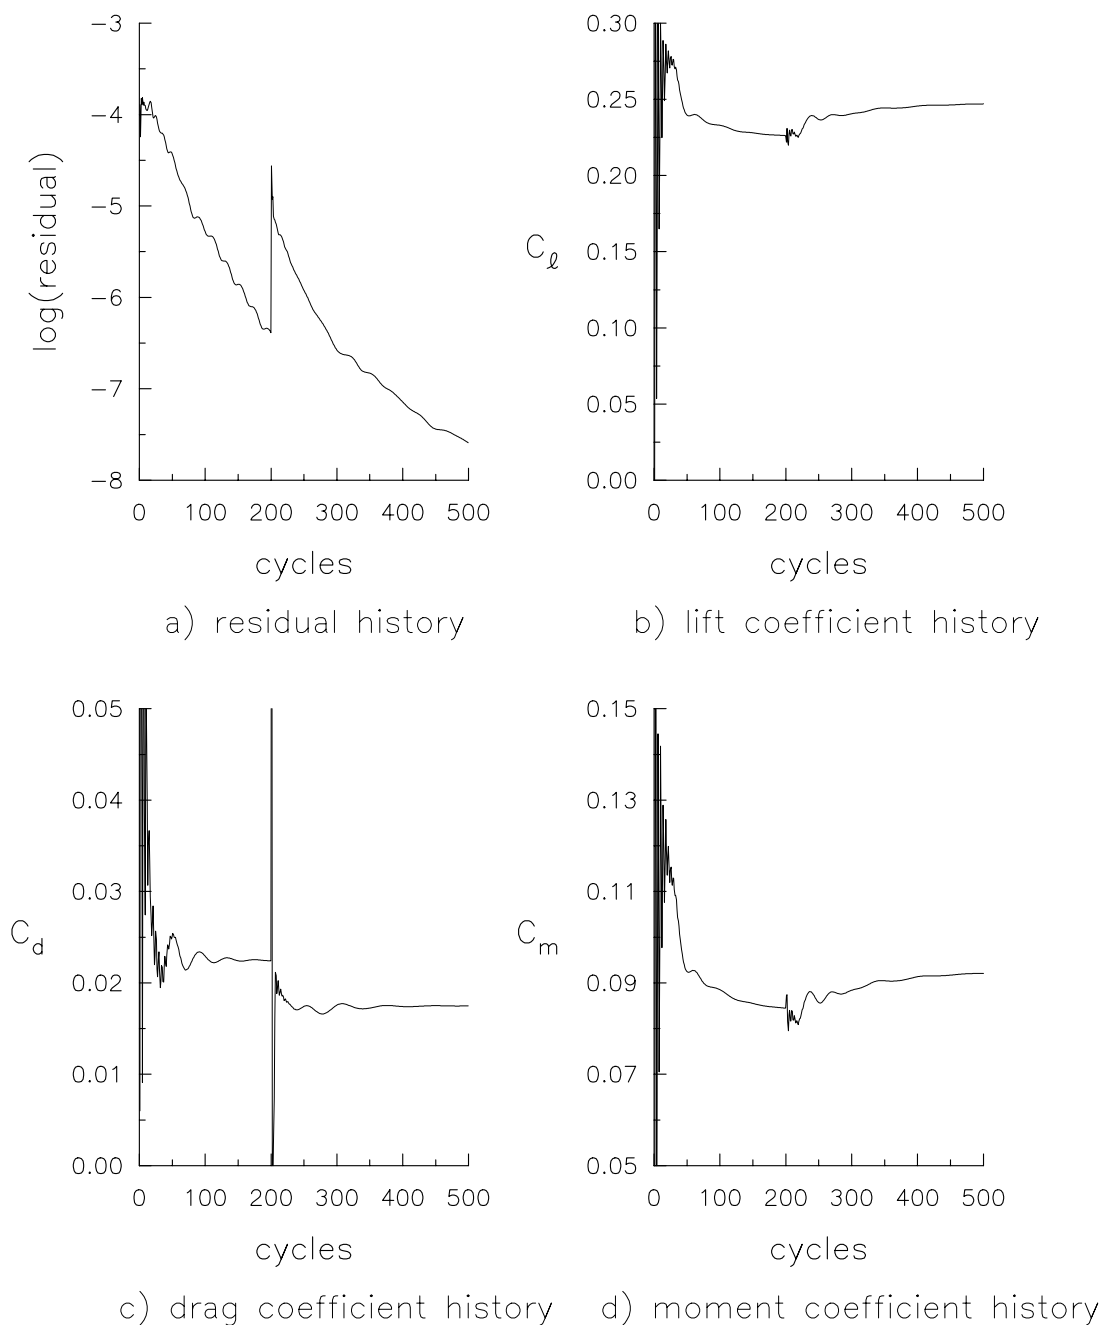 −3
−4
−5
−6
−7
−8
log(residual)
0 100 200 300 400 500
cycles
a) residual history
0.30
0.25
0.20
0.15
0.10
0.05
0.00
Cℓ
0 100 200 300 400 500
cycles
b) lift coefficient history
0.05
0.04
0.03
0.02
0.01
0.00
Cd
0 100 200 300 400 500
cycles
c) drag coefficient history
0.15
0.13
0.11
0.09
0.07
0.05
Cm
0 100 200 300 400 500
cycles
d) moment coefficient history